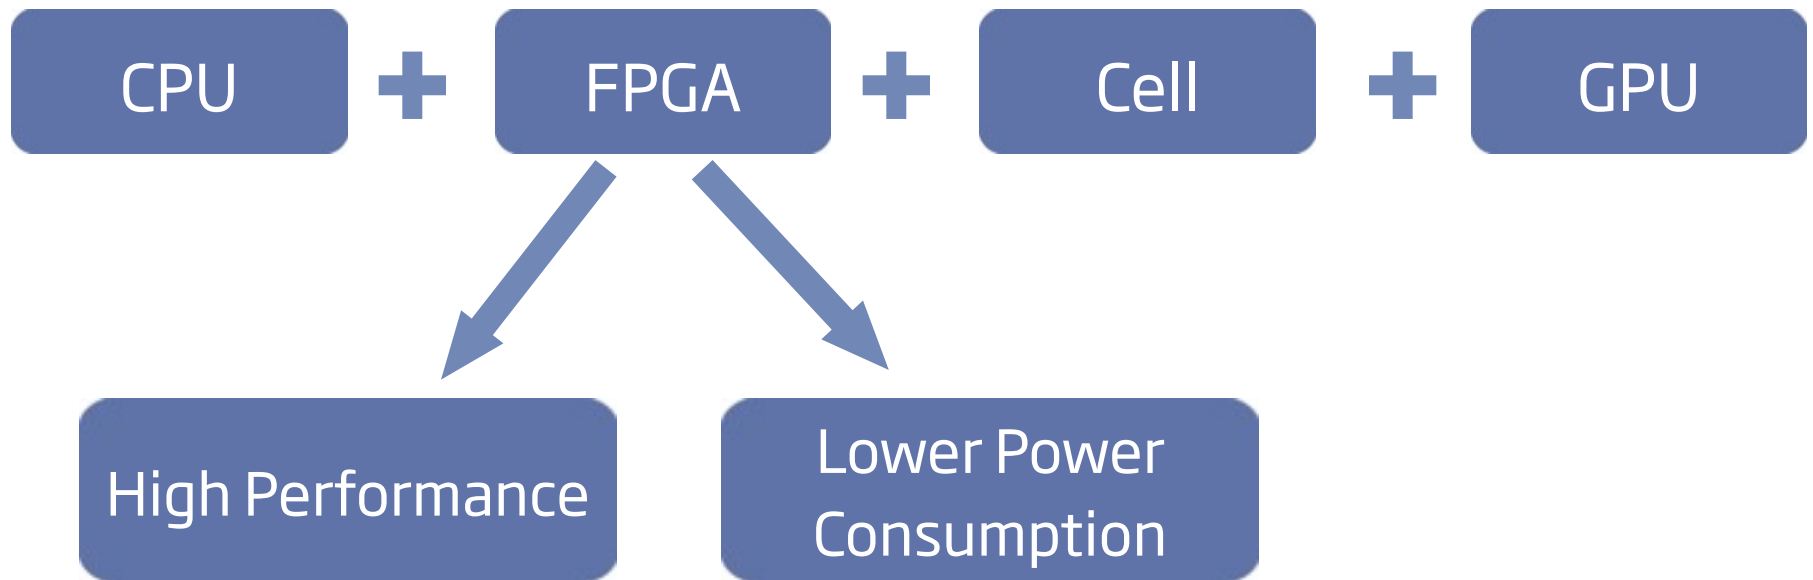 CPU + FPGA + Cell + GPU
High Performance
Lower Power
Consumption